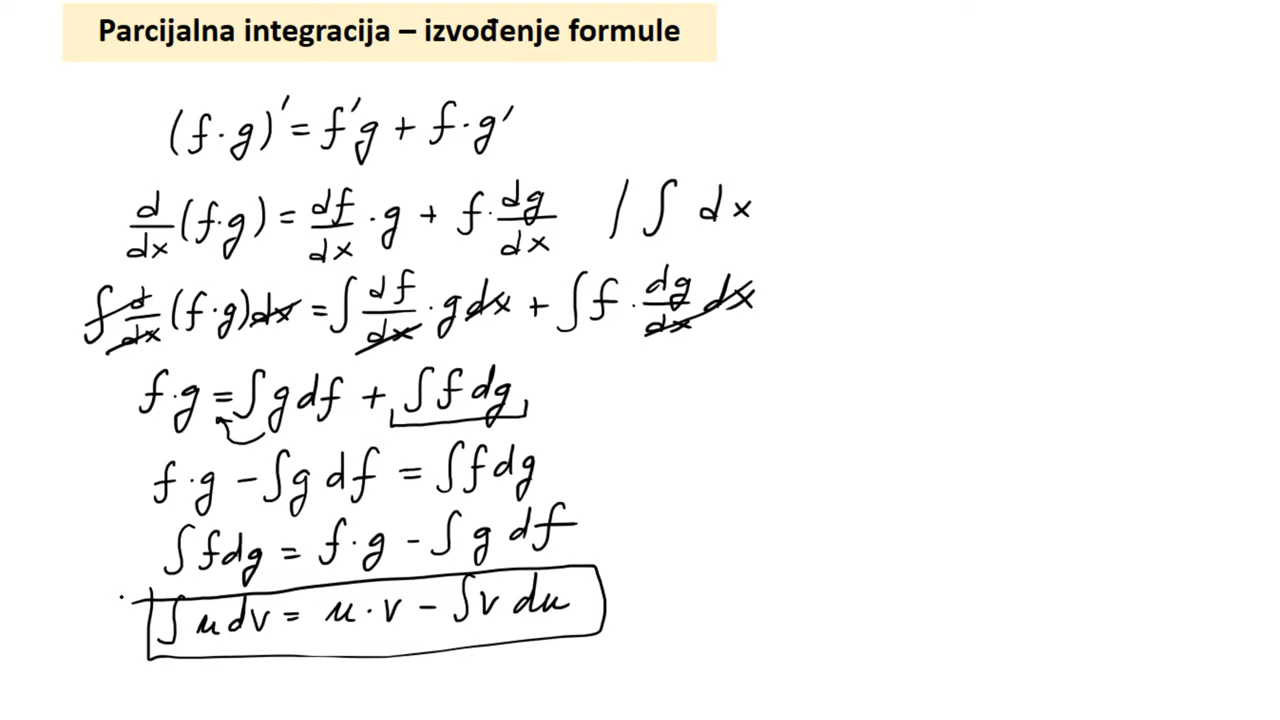 Parcijalna integracija – izvođenje formule
(f·g)' = f'g + f·g'
d/dx (f·g) = df/dx · g + f · dg/dx / ∫ dx
∫ d/dx (f·g) dx = ∫ df/dx · g dx + ∫ f · dg/dx dx
f·g = ∫ g df + ∫ f dg
f·g - ∫ g df = ∫ f dg
∫ f dg = f·g - ∫ g df
∫ u dv = u·v - ∫ v du